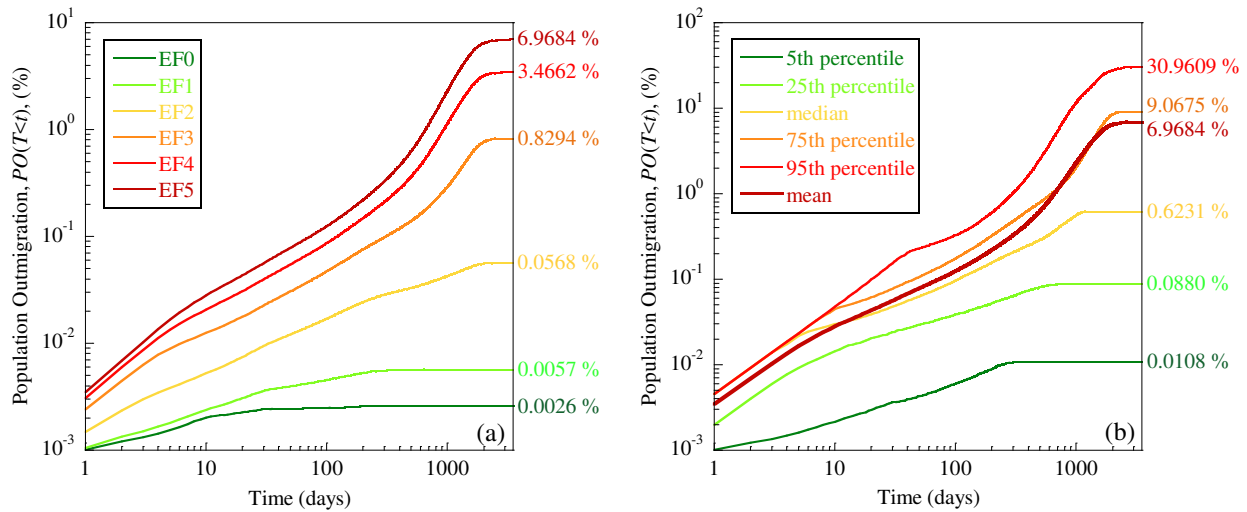 Population Outmigration, PO(T<t), (%)
10^1
10^0
10^-1
10^-2
10^-3
EF0
EF1
EF2
EF3
EF4
EF5
6.9684 %
3.4662 %
0.8294 %
0.0568 %
0.0057 %
0.0026 %
(a)
1
10
100
1000
Time (days)
Population Outmigration, PO(T<t), (%)
10^2
10^1
10^0
10^-1
10^-2
10^-3
5th percentile
25th percentile
median
75th percentile
95th percentile
mean
30.9609 %
9.0675 %
6.9684 %
0.6231 %
0.0880 %
0.0108 %
(b)
1
10
100
1000
Time (days)